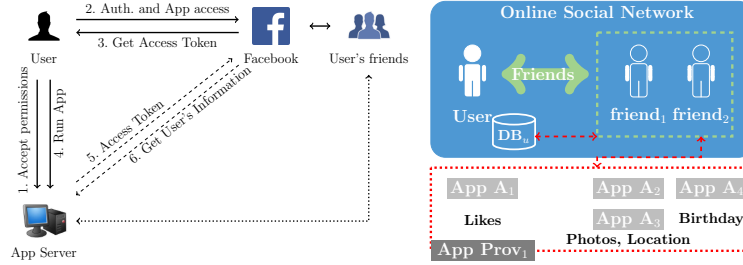 2. Auth. and App access
3. Get Access Token
User
Facebook
User's friends
1. Accept permissions
4. Run App
5. Access Token
6. Get User's Information
App Server
Online Social Network
Friends
User
DBu
friend1
friend2
App A1
App A2
App A4
Likes
App A3
Birthday
Photos, Location
App Prov1